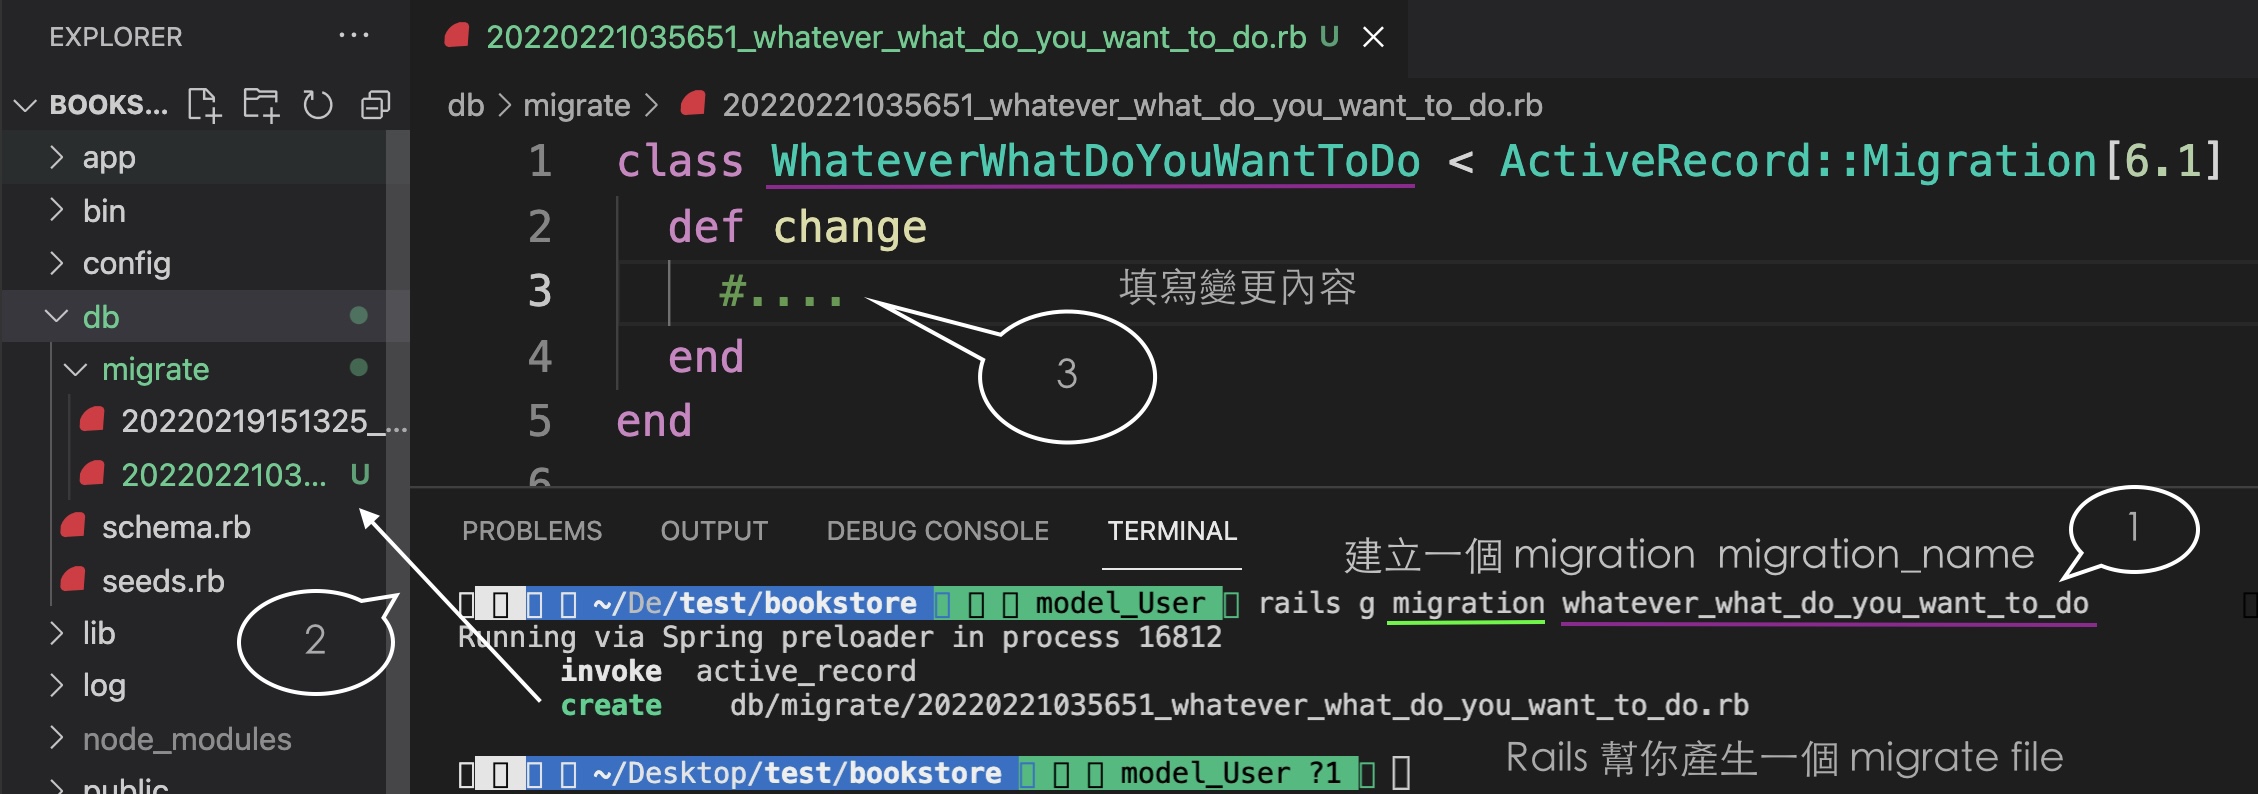 EXPLORER ...
BOOKS...
app
bin
config
db
migrate
20220219151325_...
2022022103... U
schema.rb
seeds.rb
lib
log
node_modules
public
20220221035651_whatever_what_do_you_want_to_do.rb U
db > migrate > 20220221035651_whatever_what_do_you_want_to_do.rb
1 class WhateverWhatDoYouWantToDo < ActiveRecord::Migration[6.1]
2 def change
3 #.... 填寫變更內容
4 end
5 end
6
3
2
PROBLEMS OUTPUT DEBUG CONSOLE TERMINAL
1
建立一個 migration migration_name
~/De/test/bookstore model_User rails g migration whatever_what_do_you_want_to_do
Running via Spring preloader in process 16812
invoke active_record
create db/migrate/20220221035651_whatever_what_do_you_want_to_do.rb
Rails 幫你產生一個 migrate file
~/Desktop/test/bookstore model_User ?1